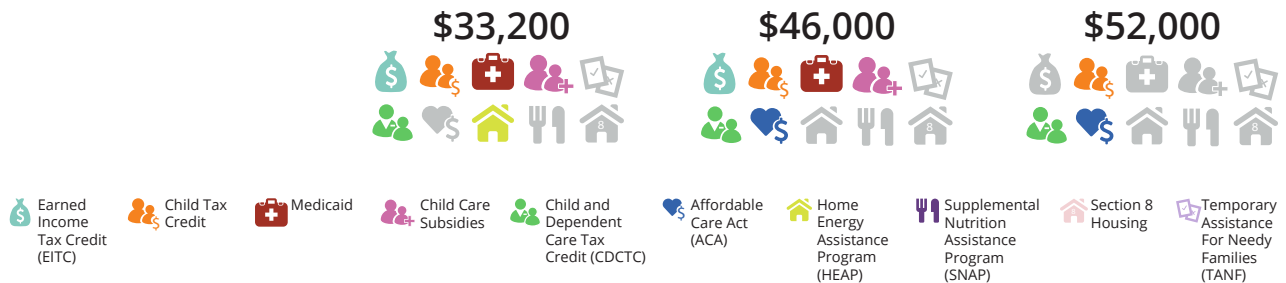 $33,200
$46,000
$52,000
Earned
Income
Tax Credit
(EITC)
Child Tax
Credit
Medicaid
Child Care
Subsidies
Child and
Dependent
Care Tax
Credit (CDCTC)
Affordable
Care Act
(ACA)
Home
Energy
Assistance
Program
(HEAP)
Supplemental
Nutrition
Assistance
Program
(SNAP)
Section 8
Housing
Temporary
Assistance
For Needy
Families
(TANF)